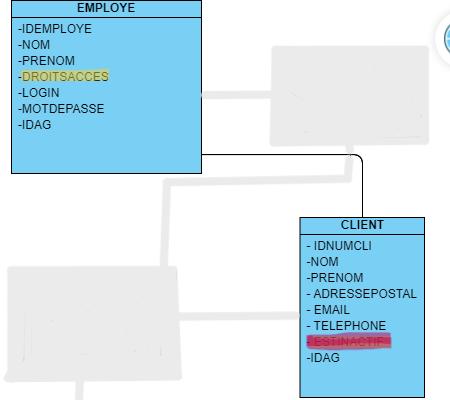 EMPLOYE
-IDEMPLOYE
-NOM
-PRENOM
-DROITSACCES
-LOGIN
-MOTDEPASSE
-IDAG
CLIENT
- IDNUMCLI
-NOM
-PRENOM
- ADRESSEPOSTAL
- EMAIL
- TELEPHONE
- ESTINACTIF
-IDAG